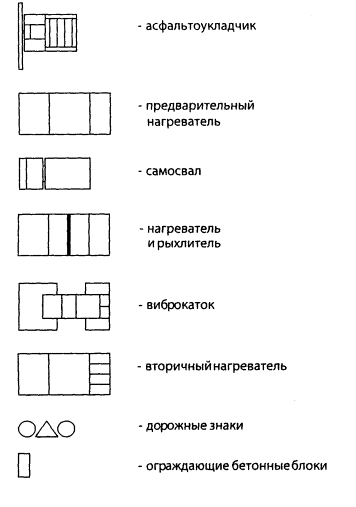 - асфальтоукладчик
- предварительный
нагреватель
- самосвал
- нагреватель
и рыхлитель
- виброкаток
- вторичный нагреватель
- дорожные знаки
- ограждающие бетонные блоки